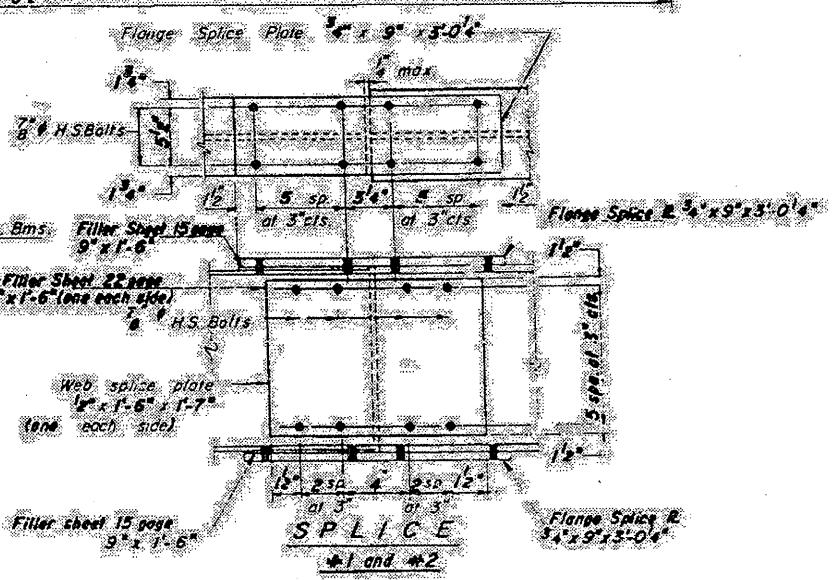 Flange Splice Plate 3/4" x 9" x 3'-0 1/4"
1/4" max
1 3/4"
7/8" φ H.S.Bolts
5 1/2"
1 3/4"
1 1/2"
5 sp. at 3"cts
3 1/4"
5 sp at 3"cts
1 1/2"
Flange Splice PL 3/4" x 9" x 3'-0 1/4"
Bms.
Filler Sheet 15 gage
9" x 1'-6"
1 1/2"
Filler Sheet 22 gage
" x 1'-6" (one each side)
7/8" φ H.S. Bolts
5 spa. at 3" cts.
Web splice plate
1/2" x 1'-6" x 1'-7"
(one each side)
1 1/2"
1 1/2"
2 sp at 3"
4"
2 sp at 3"
1 1/2"
Filler sheet 15 gage
9" x 1'-6"
Flange Splice PL
3/4" x 9" x 3'-0 1/4"
SPLICE
#1 and #2